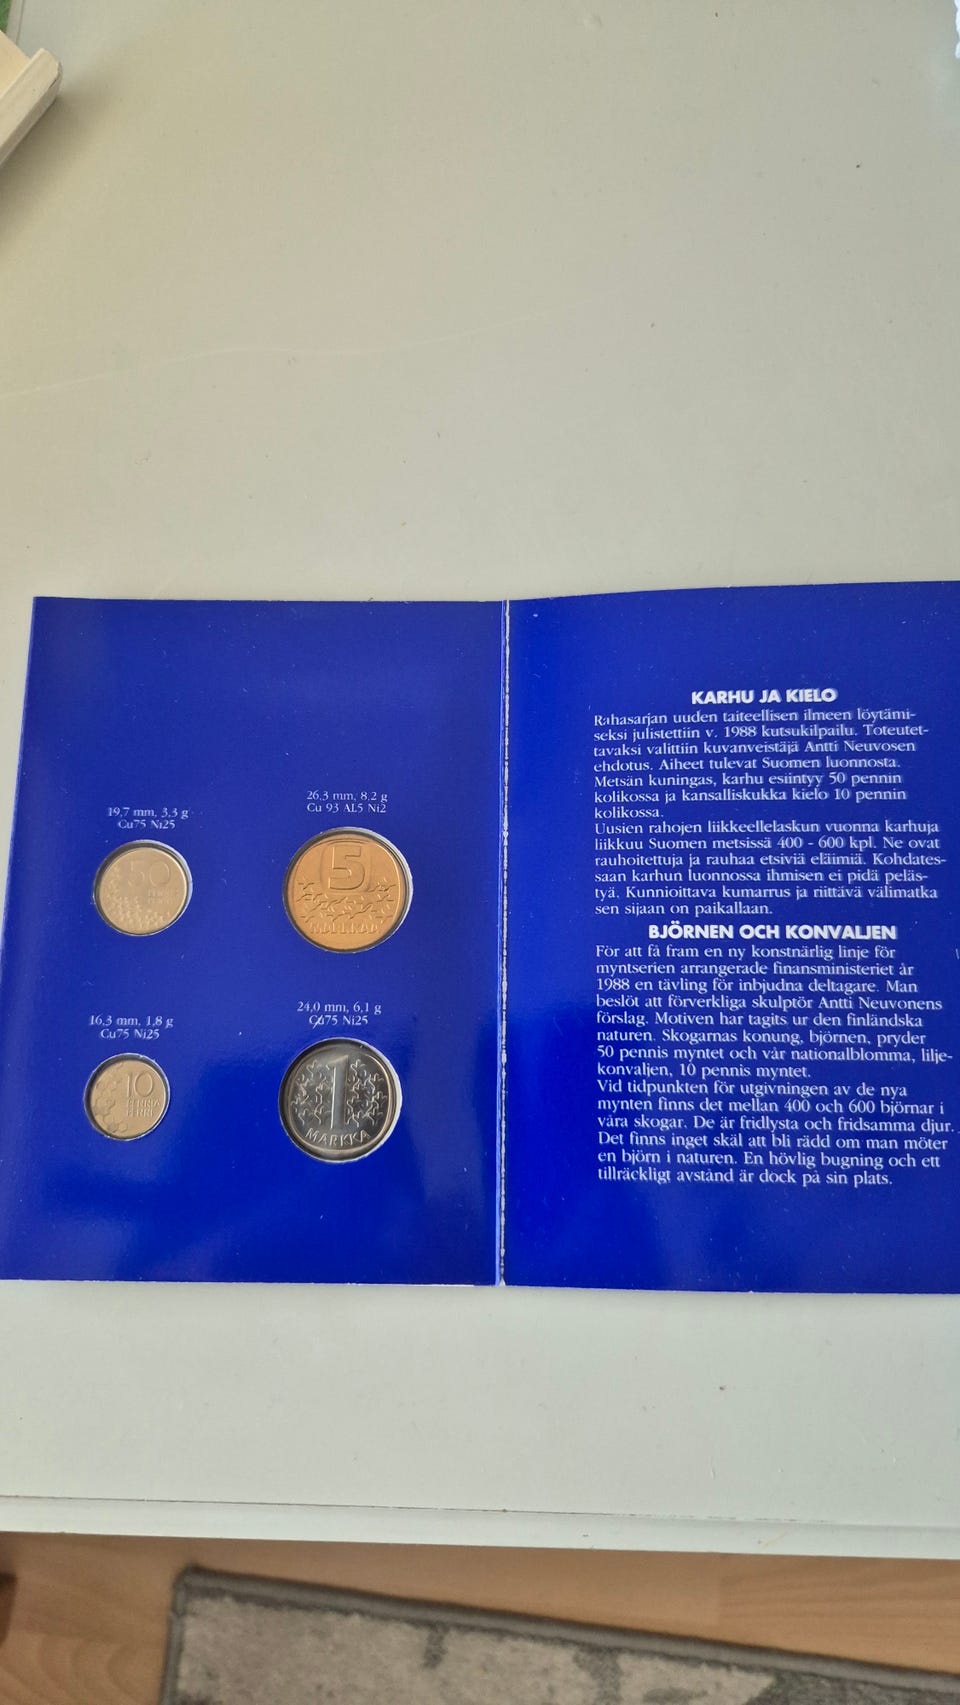 19,7 mm, 3,3 g
Cu75 Ni25
26,3 mm, 8,2 g
Cu 93 AL5 Ni2
50
PENNIÄ
PENNI
5
MARKKAA
16,3 mm, 1,8 g
Cu75 Ni25
24,0 mm, 6,1 g
Cu75 Ni25
10
PENNIÄ
PENNI
1
MARKKA
KARHU JA KIELO
Rahasarjan uuden taiteellisen ilmeen löytämi-
seksi julistettiin v. 1988 kutsukilpailu. Toteutet-
tavaksi valittiin kuvanveistäjä Antti Neuvosen
ehdotus. Aiheet tulevat Suomen luonnosta.
Metsän kuningas, karhu esiintyy 50 pennin
kolikossa ja kansalliskukka kielo 10 pennin
kolikossa.
Uusien rahojen liikkeellelaskun vuonna karhuja
liikkuu Suomen metsissä 400 - 600 kpl. Ne ovat
rauhoitettuja ja rauhaa etsiviä eläimiä. Kohdates-
saan karhun luonnossa ihmisen ei pidä peläs-
tyä. Kunnioittava kumarrus ja riittävä välimatka
sen sijaan on paikallaan.
BJÖRNEN OCH KONVALJEN
För att få fram en ny konstnärlig linje för
myntserien arrangerade finansministeriet år
1988 en tävling för inbjudna deltagare. Man
beslöt att förverkliga skulptör Antti Neuvonens
förslag. Motiven har tagits ur den finländska
naturen. Skogarnas konung, björnen, pryder
50 pennis myntet och vår nationalblomma, lilje-
konvaljen, 10 pennis myntet.
Vid tidpunkten för utgivningen av de nya
mynten finns det mellan 400 och 600 björnar i
våra skogar. De är fridlysta och fridsamma djur.
Det finns inget skäl att bli rädd om man möter
en björn i naturen. En hövlig bugning och ett
tillräckligt avstånd är dock på sin plats.